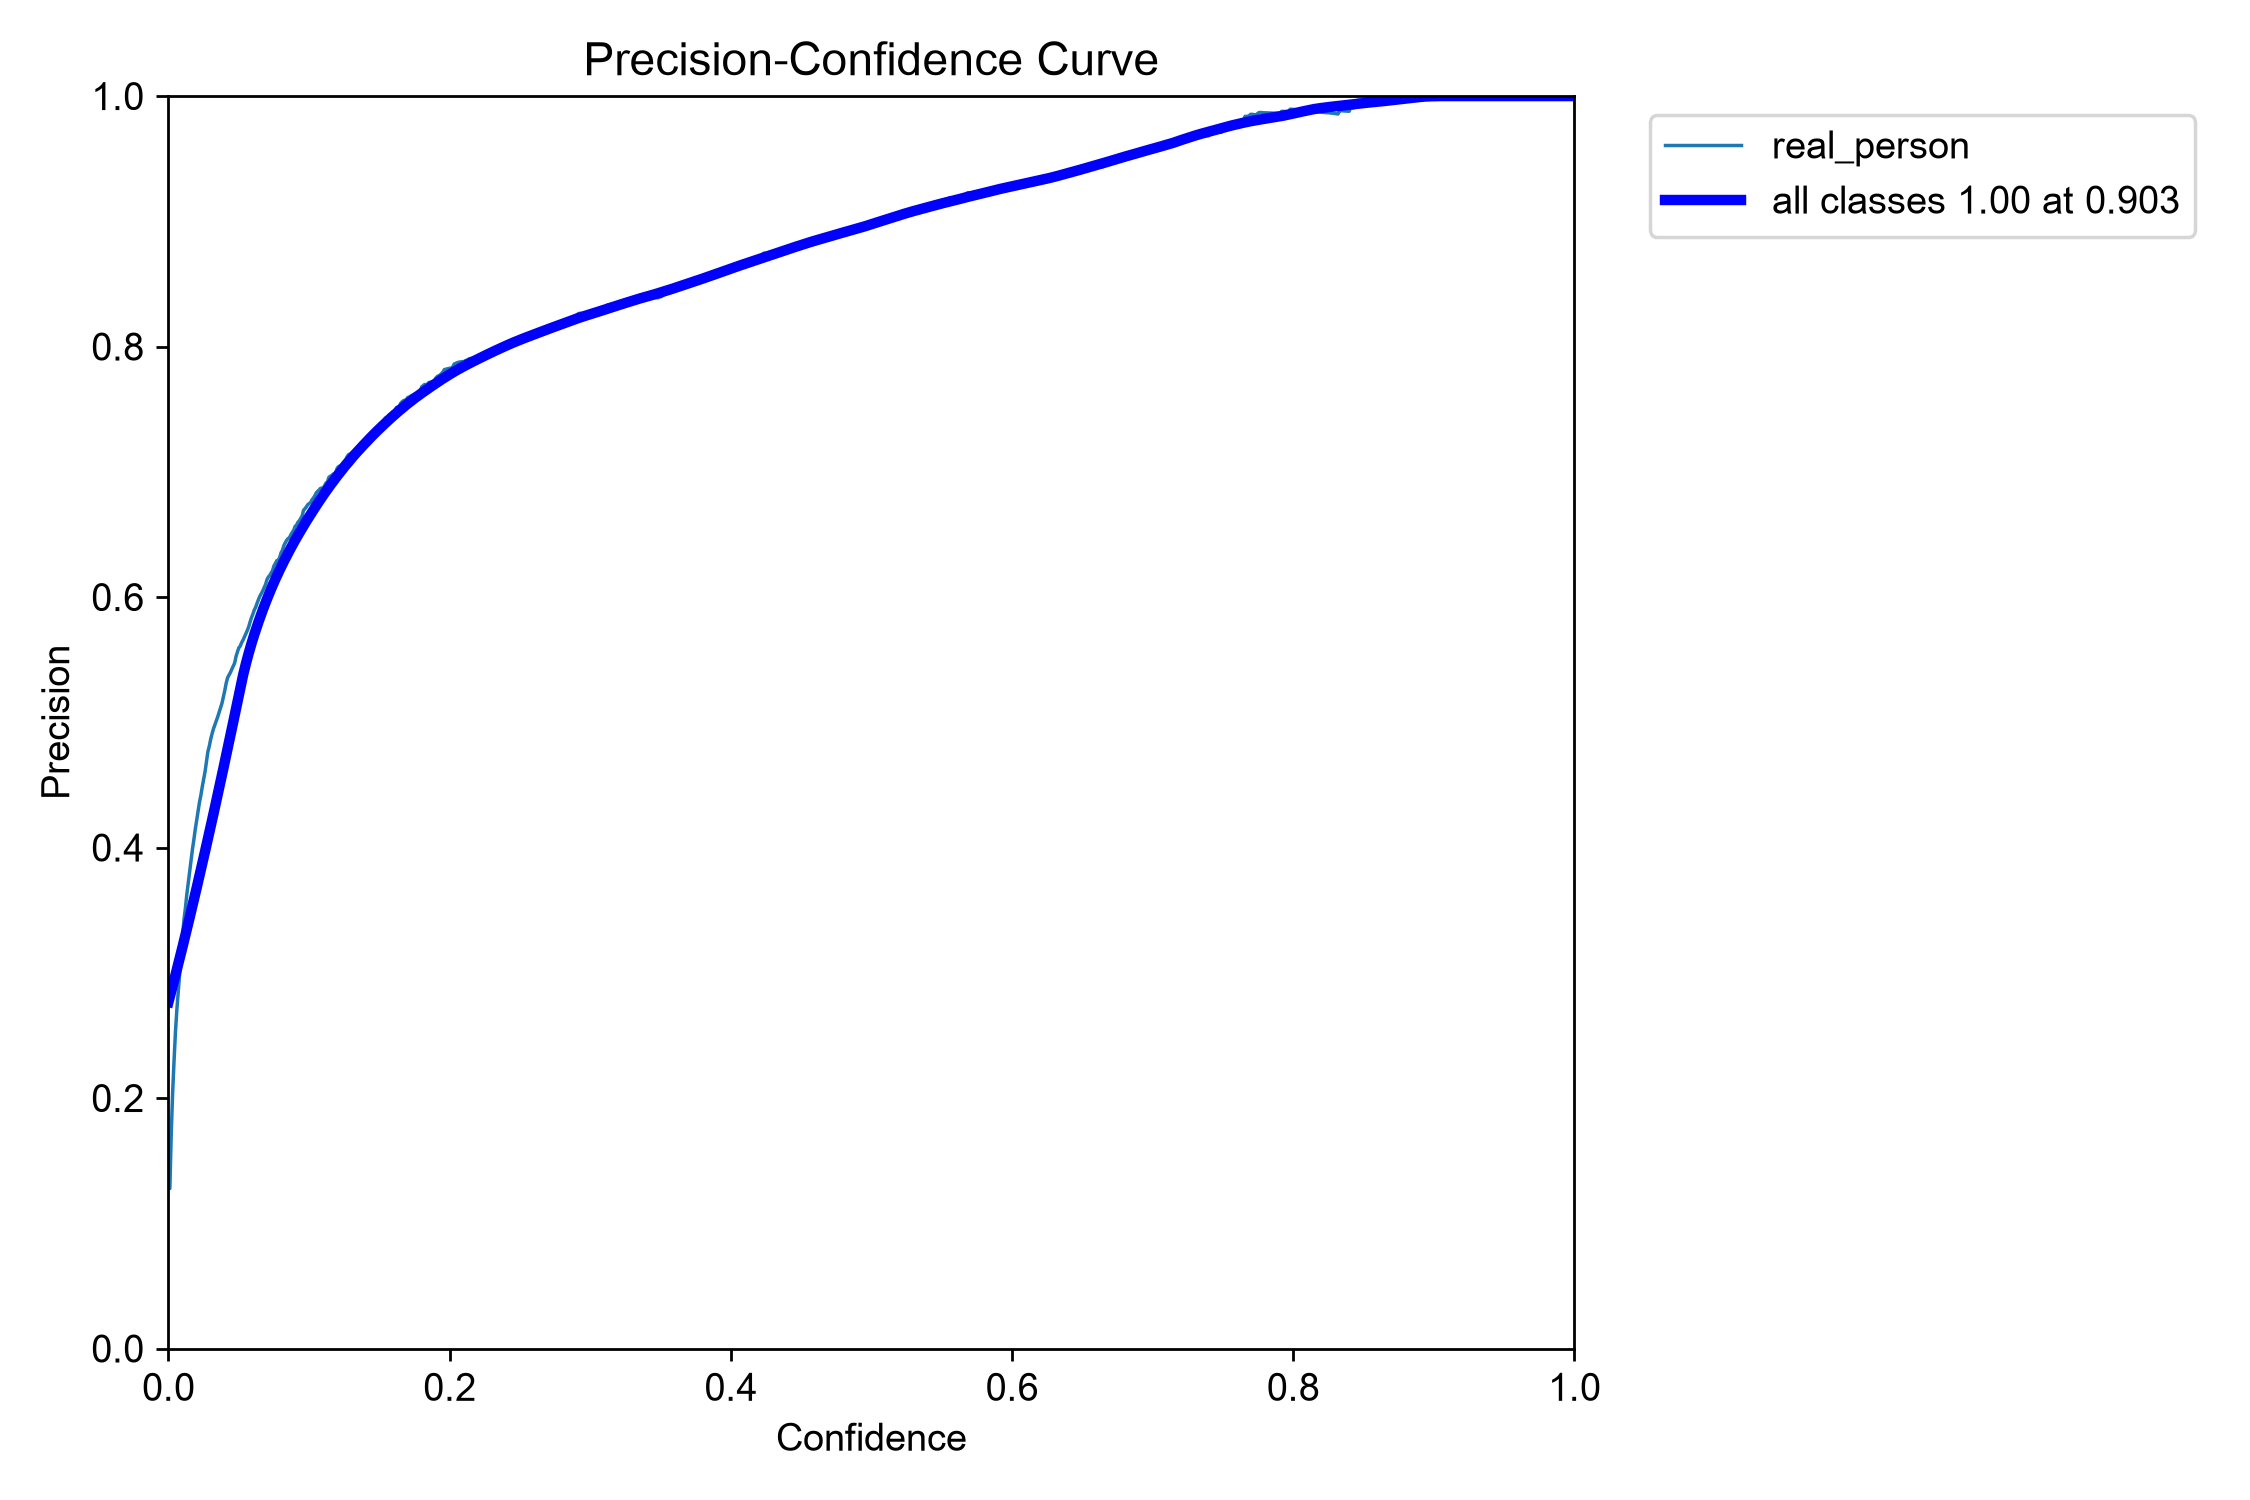 Precision-Confidence Curve
real_person
all classes 1.00 at 0.903
Precision
1.0
0.8
0.6
0.4
0.2
0.0
0.0 0.2 0.4 0.6 0.8 1.0
Confidence